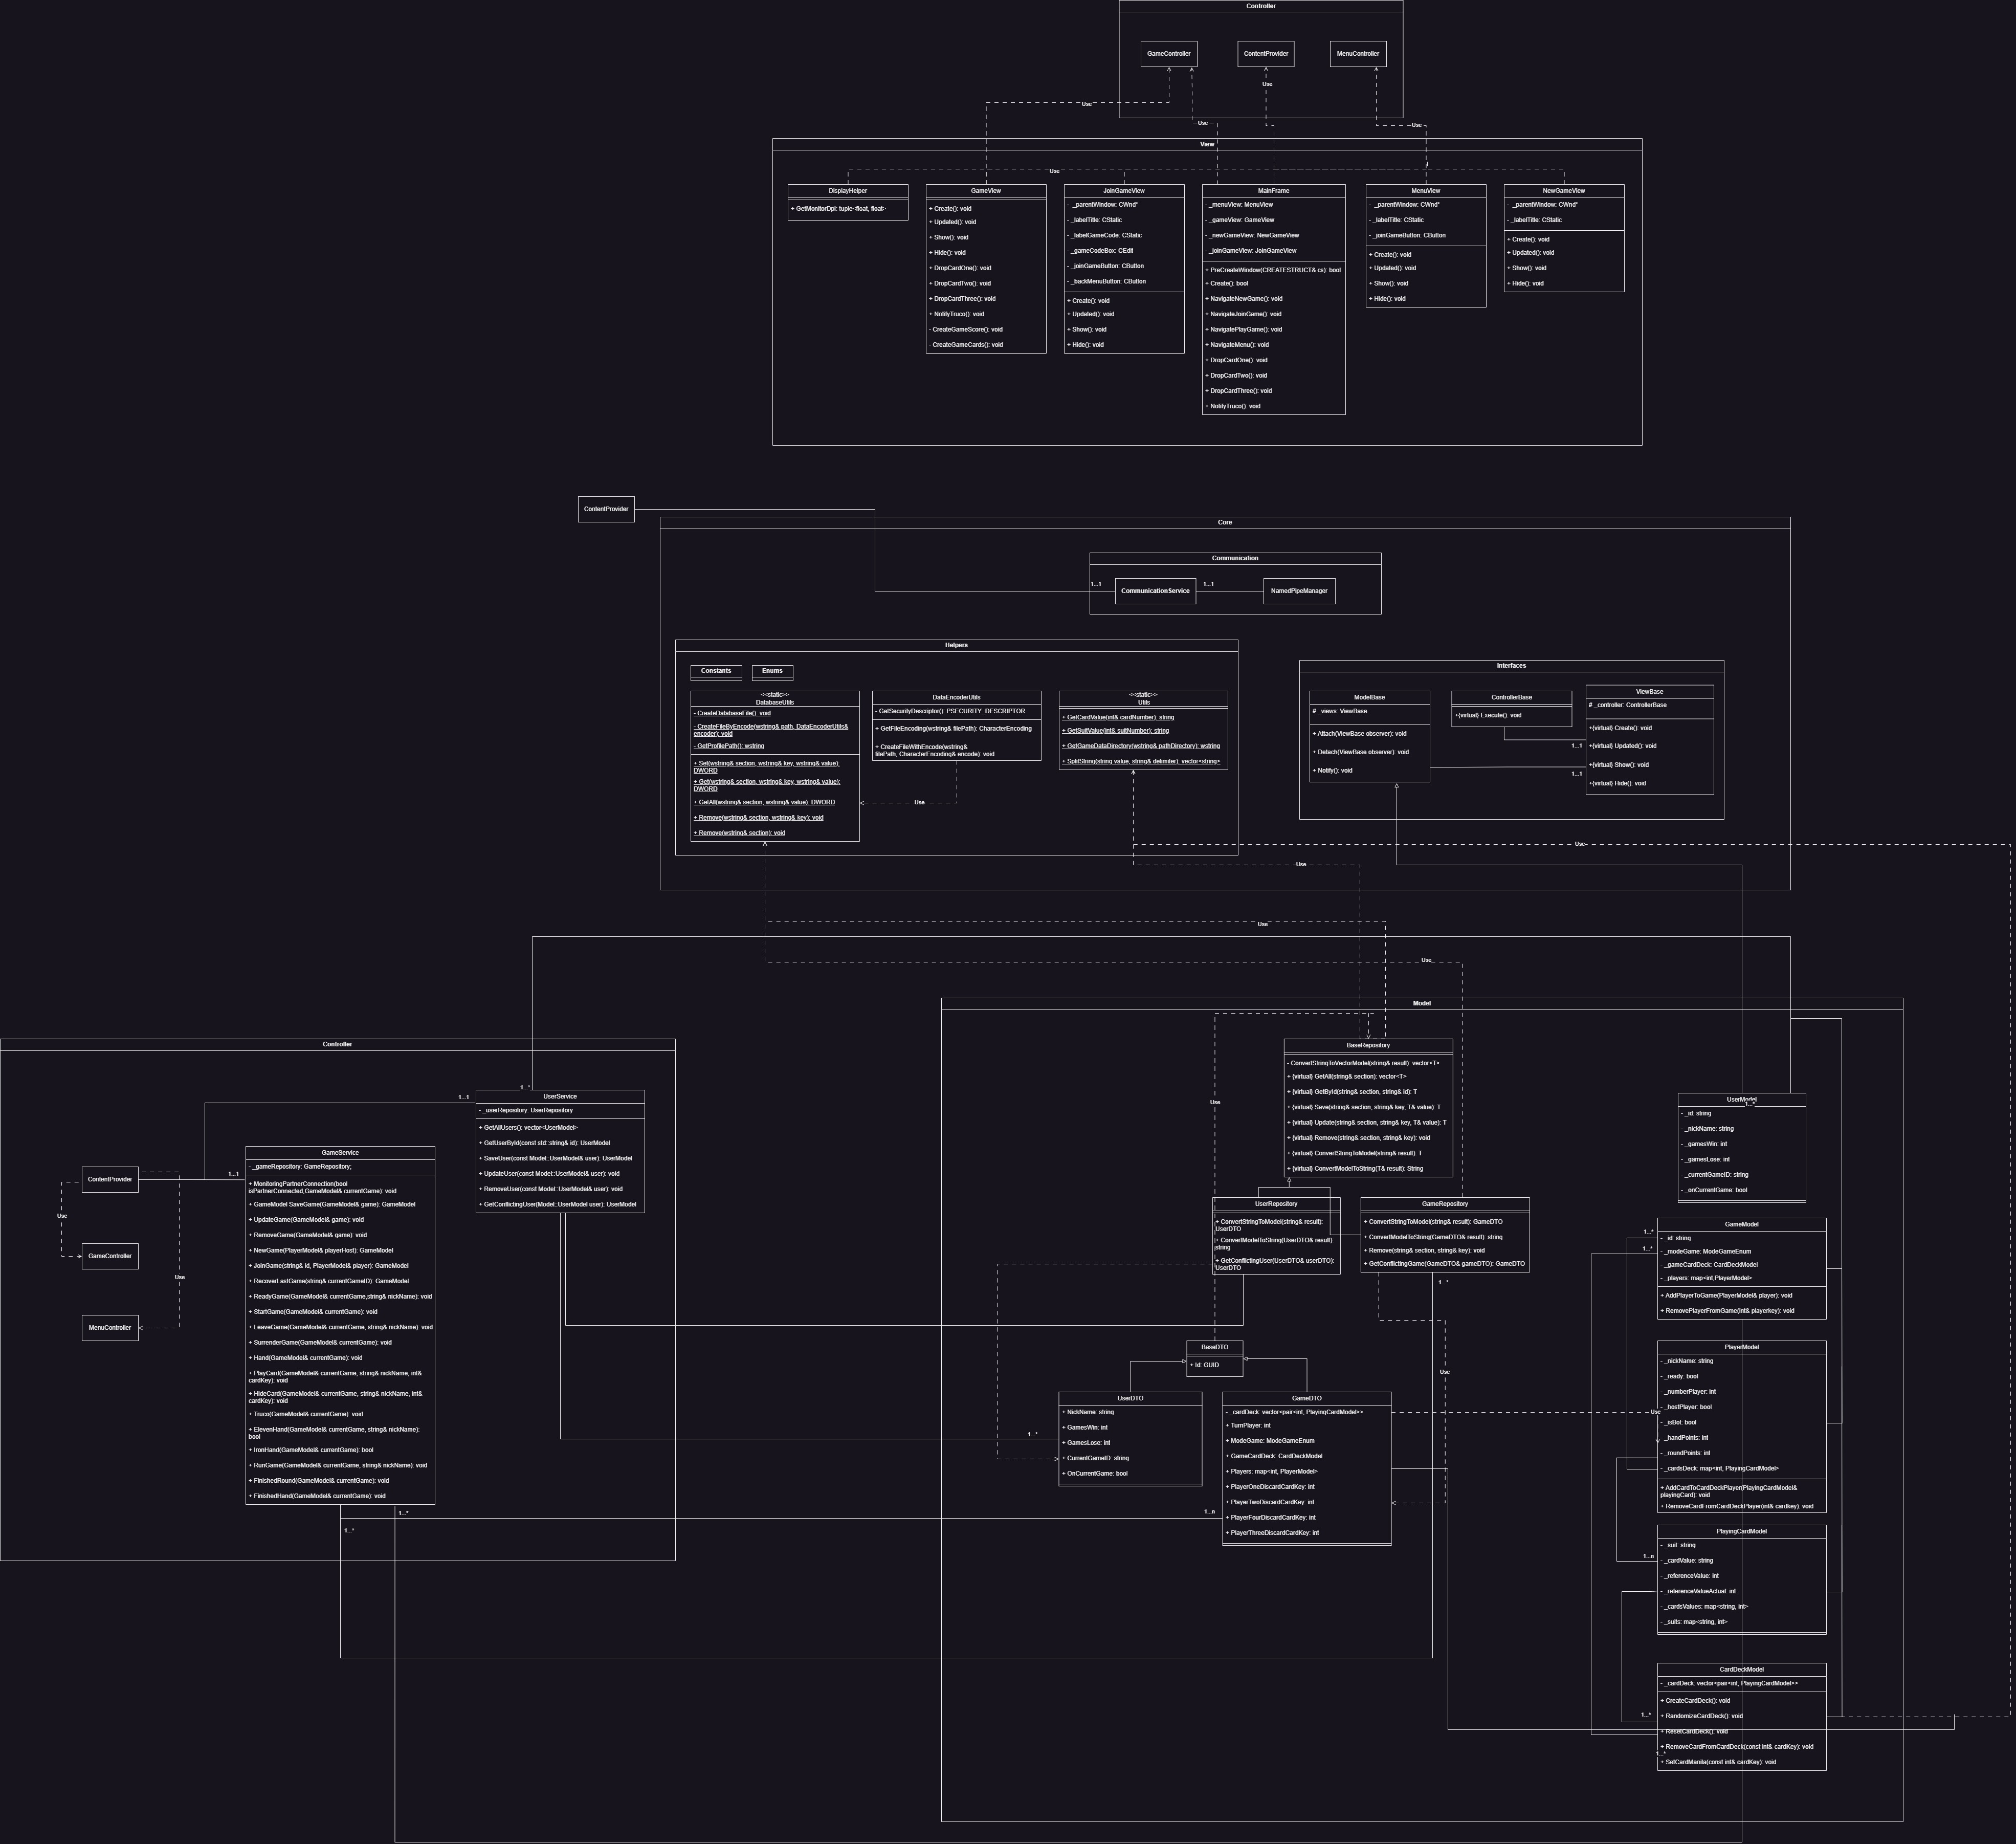 Controller
GameController
ContentProvider
MenuController
Use
Use
Use
Use
View
Use
DisplayHelper
+ GetMonitorDpi: tuple<float, float>
GameView
+ Create(): void
+ Updated(): void
+ Show(): void
+ Hide(): void
+ DropCardOne(): void
+ DropCardTwo(): void
+ DropCardThree(): void
+ NotifyTruco(): void
- CreateGameScore(): void
- CreateGameCards(): void
JoinGameView
- _parentWindow: CWnd*
- _labelTitle: CStatic
- _labelGameCode: CStatic
- _gameCodeBox: CEdit
- _joinGameButton: CButton
- _backMenuButton: CButton
+ Create(): void
+ Updated(): void
+ Show(): void
+ Hide(): void
MainFrame
- _menuView: MenuView
- _gameView: GameView
- _newGameView: NewGameView
- _joinGameView: JoinGameView
+ PreCreateWindow(CREATESTRUCT& cs): bool
+ Create(): bool
+ NavigateNewGame(): void
+ NavigateJoinGame(): void
+ NavigatePlayGame(): void
+ NavigateMenu(): void
+ DropCardOne(): void
+ DropCardTwo(): void
+ DropCardThree(): void
+ NotifyTruco(): void
MenuView
- _parentWindow: CWnd*
- _labelTitle: CStatic
- _joinGameButton: CButton
+ Create(): void
+ Updated(): void
+ Show(): void
+ Hide(): void
NewGameView
- _parentWindow: CWnd*
- _labelTitle: CStatic
+ Create(): void
+ Updated(): void
+ Show(): void
+ Hide(): void
ContentProvider
Core
Communication
1...1
CommunicationService
1...1
NamedPipeManager
Helpers
Constants
Enums
<<static>>
DatabaseUtils
- CreateDatabaseFile(): void
- CreateFileByEncode(wstring& path, DataEncoderUtils&
encoder): void
- GetProfilePath(): wstring
+ Set(wstring& section, wstring& key, wstring& value):
DWORD
+ Get(wstring& section, wstring& key, wstring& value):
DWORD
+ GetAll(wstring& section, wstring& value): DWORD
+ Remove(wstring& section, wstring& key): void
+ Remove(wstring& section): void
DataEncoderUtils
- GetSecurityDescriptor(): PSECURITY_DESCRIPTOR
+ GetFileEncoding(wstring& filePath): CharacterEncoding
+ CreateFileWithEncode(wstring&
filePath, CharacterEncoding& encode): void
Use
<<static>>
Utils
+ GetCardValue(int& cardNumber): string
+ GetSuitValue(int& suitNumber): string
+ GetGameDataDirectory(wstring& pathDirectory): wstring
+ SplitString(string value, string& delimiter): vector<string>
Interfaces
ModelBase
# _views: ViewBase
+ Attach(ViewBase observer): void
+ Detach(ViewBase observer): void
+ Notify(): void
ControllerBase
+{virtual} Execute(): void
1...1
1...1
ViewBase
# _controller: ControllerBase
+{virtual} Create(): void
+{virtual} Updated(): void
+{virtual} Show(): void
+{virtual} Hide(): void
Use
Use
Use
Use
Controller
ContentProvider
GameController
MenuController
Use
Use
1...1
1...1
1...*
UserService
- _userRepository: UserRepository
+ GetAllUsers(): vector<UserModel>
+ GetUserById(const std::string& id): UserModel
+ SaveUser(const Model::UserModel& user): UserModel
+ UpdateUser(const Model::UserModel& user): void
+ RemoveUser(const Model::UserModel& user): void
+ GetConflictingUser(Model::UserModel user): UserModel
GameService
- _gameRepository: GameRepository;
+ MonitoringPartnerConnection(bool
isPartnerConnected,GameModel& currentGame): void
+ GameModel SaveGame(GameModel& game): GameModel
+ UpdateGame(GameModel& game): void
+ RemoveGame(GameModel& game): void
+ NewGame(PlayerModel& playerHost): GameModel
+ JoinGame(string& id, PlayerModel& player): GameModel
+ RecoverLastGame(string& currentGameID): GameModel
+ ReadyGame(GameModel& currentGame,string& nickName): void
+ StartGame(GameModel& currentGame): void
+ LeaveGame(GameModel& currentGame, string& nickName): void
+ SurrenderGame(GameModel& currentGame): void
+ Hand(GameModel& currentGame): void
+ PlayCard(GameModel& currentGame, string& nickName, int&
cardKey): void
+ HideCard(GameModel& currentGame, string& nickName, int&
cardKey): void
+ Truco(GameModel& currentGame): void
+ ElevenHand(GameModel& currentGame, string& nickName):
bool
+ IronHand(GameModel& currentGame): bool
+ RunGame(GameModel& currentGame, string& nickName): void
+ FinishedRound(GameModel& currentGame): void
+ FinishedHand(GameModel& currentGame): void
1...*
1...*
Model
BaseRepository
- ConvertStringToVectorModel(string& result): vector<T>
+ {virtual} GetAll(string& section): vector<T>
+ {virtual} GetById(string& section, string& id): T
+ {virtual} Save(string& section, string& key, T& value): T
+ {virtual} Update(string& section, string& key, T& value): T
+ {virtual} Remove(string& section, string& key): void
+ {virtual} ConvertStringToModel(string& result): T
+ {virtual} ConvertModelToString(T& result): String
Use
UserRepository
+ ConvertStringToModel(string& result):
UserDTO
+ ConvertModelToString(UserDTO& result):
string
+ GetConflictingUser(UserDTO& userDTO):
UserDTO
GameRepository
+ ConvertStringToModel(string& result): GameDTO
+ ConvertModelToString(GameDTO& result): string
+ Remove(string& section, string& key): void
+ GetConflictingGame(GameDTO& gameDTO): GameDTO
1...*
BaseDTO
+ Id: GUID
Use
UserDTO
+ NickName: string
+ GamesWin: int
+ GamesLose: int
+ CurrentGameID: string
+ OnCurrentGame: bool
1...*
GameDTO
- _cardDeck: vector<pair<int, PlayingCardModel>>
+ TurnPlayer: int
+ ModeGame: ModeGameEnum
+ GameCardDeck: CardDeckModel
+ Players: map<int, PlayerModel>
+ PlayerOneDiscardCardKey: int
+ PlayerTwoDiscardCardKey: int
+ PlayerFourDiscardCardKey: int
+ PlayerThreeDiscardCardKey: int
1...n
Use
UserModel
1...*
- _id: string
- _nickName: string
- _gamesWin: int
- _gamesLose: int
- _currentGameID: string
- _onCurrentGame: bool
GameModel
1...*
- _id: string
1...*
- _modeGame: ModeGameEnum
- _gameCardDeck: CardDeckModel
- _players: map<int,PlayerModel>
+ AddPlayerToGame(PlayerModel& player): void
+ RemovePlayerFromGame(int& playerkey): void
PlayerModel
- _nickName: string
- _ready: bool
- _numberPlayer: int
- _hostPlayer: bool
- _isBot: bool
- _handPoints: int
- _roundPoints: int
- _cardsDeck: map<int, PlayingCardModel>
+ AddCardToCardDeckPlayer(PlayingCardModel&
playingCard): void
+ RemoveCardFromCardDeckPlayer(int& cardkey): void
PlayingCardModel
- _suit: string
1...n
- _cardValue: string
- _referenceValue: int
- _referenceValueActual: int
- _cardsValues: map<string, int>
- _suits: map<string, int>
CardDeckModel
- _cardDeck: vector<pair<int, PlayingCardModel>>
+ CreateCardDeck(): void
1...*
+ RandomizeCardDeck(): void
+ ResetCardDeck(): void
+ RemoveCardFromCardDeck(const int& cardKey): void
1...*
+ SetCardManila(const int& cardKey): void